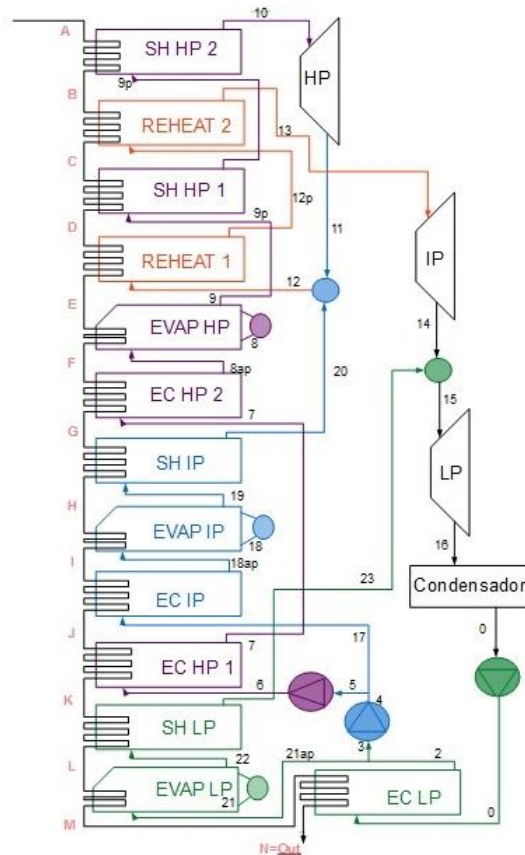 10
A
SH HP 2
HP
9p
B
REHEAT 2
13
C
SH HP 1
12p
9p
11
D
REHEAT 1
IP
12
E
9
14
EVAP HP
8
20
F
8ap
15
EC HP 2
7
G
SH IP
LP
19
H
EVAP IP
16
18
I
18ap
23
Condensador
EC IP
0
17
J
7
EC HP 1
6
5
4
K
SH LP
3
22
21ap
2
L
EVAP LP
21
EC LP
0
M
N=Out